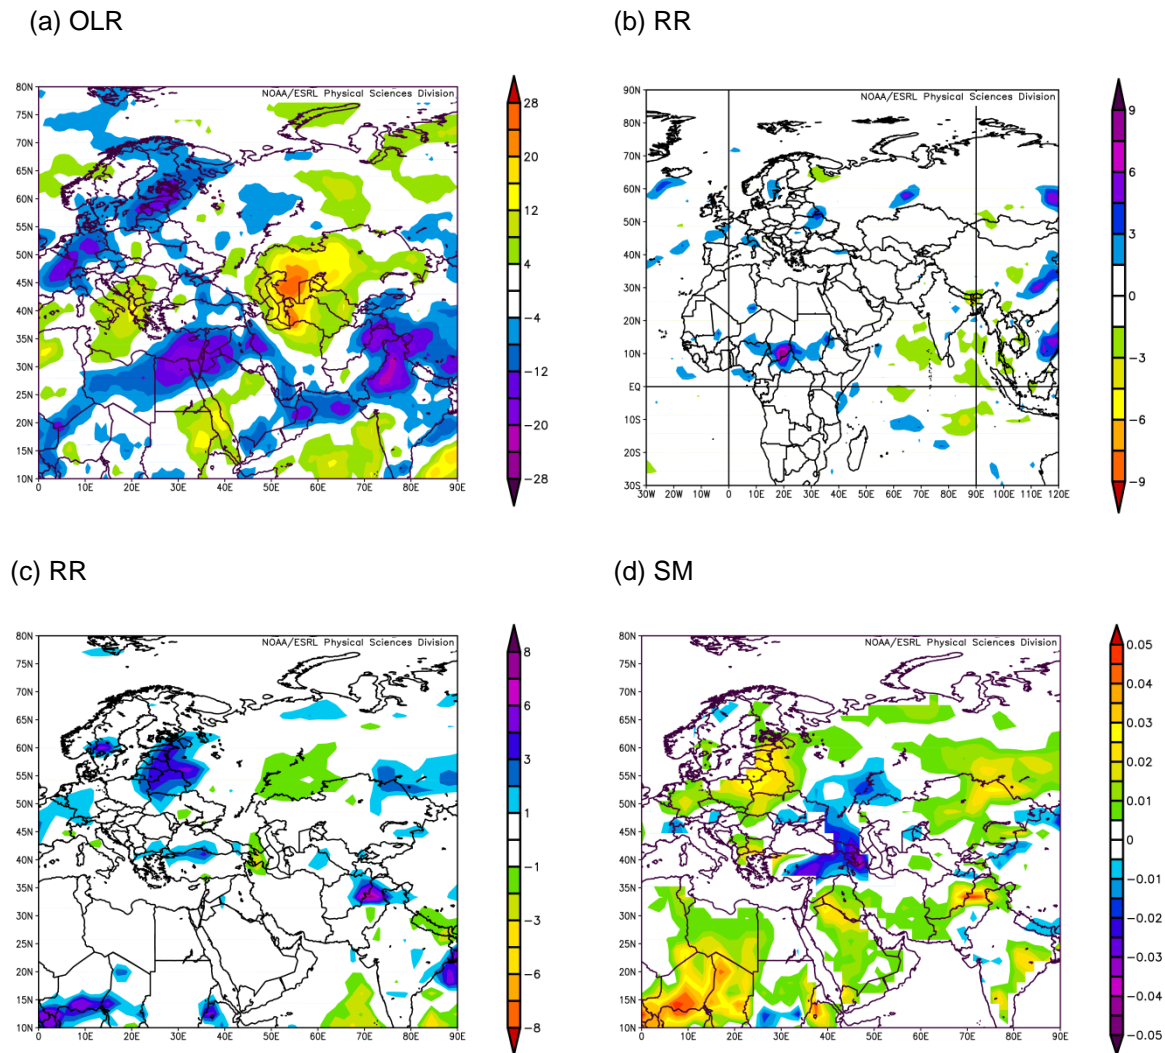 (a) OLR
(b) RR
NOAA/ESRL Physical Sciences Division
80N
75N
70N
65N
60N
55N
50N
45N
40N
35N
30N
25N
20N
15N
10N
0 10E 20E 30E 40E 50E 60E 70E 80E 90E
28
20
12
4
-4
-12
-20
-28
NOAA/ESRL Physical Sciences Division
90N
80N
70N
60N
50N
40N
30N
20N
10N
EQ
10S
20S
30S
30W 20W 10W 0 10E 20E 30E 40E 50E 60E 70E 80E 90E 100E 110E 120E
9
6
3
1
0
-1
-3
-6
-9
(c) RR
(d) SM
NOAA/ESRL Physical Sciences Division
80N
75N
70N
65N
60N
55N
50N
45N
40N
35N
30N
25N
20N
15N
10N
0 10E 20E 30E 40E 50E 60E 70E 80E 90E
8
6
3
1
-1
-3
-6
-8
NOAA/ESRL Physical Sciences Division
80N
75N
70N
65N
60N
55N
50N
45N
40N
35N
30N
25N
20N
15N
10N
0 10E 20E 30E 40E 50E 60E 70E 80E 90E
0.05
0.04
0.03
0.02
0.01
0
-0.01
-0.02
-0.03
-0.04
-0.05